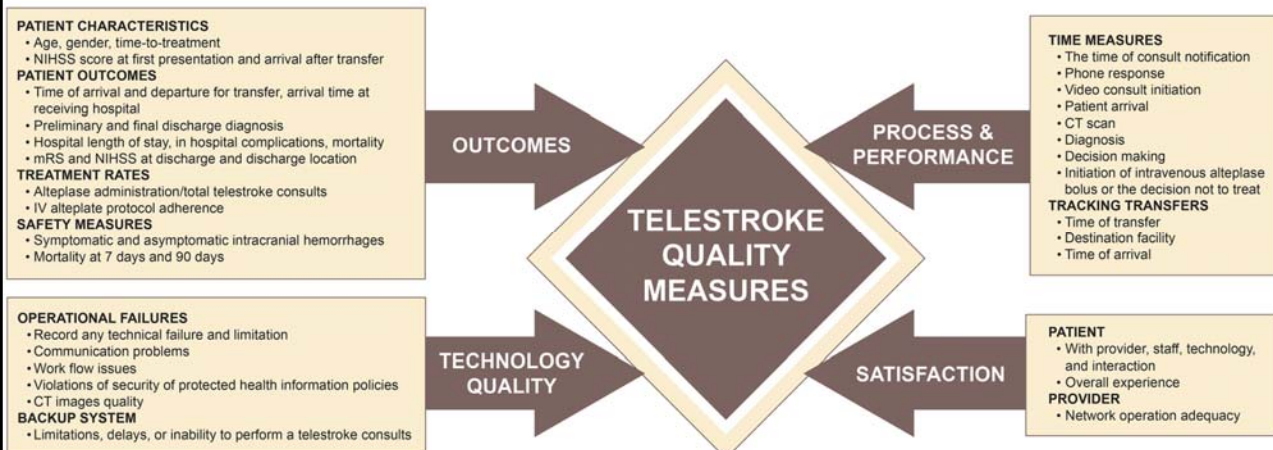 PATIENT CHARACTERISTICS
• Age, gender, time-to-treatment
• NIHSS score at first presentation and arrival after transfer
PATIENT OUTCOMES
• Time of arrival and departure for transfer, arrival time at
receiving hospital
• Preliminary and final discharge diagnosis
• Hospital length of stay, in hospital complications, mortality
• mRS and NIHSS at discharge and discharge location
TREATMENT RATES
• Alteplase administration/total telestroke consults
• IV alteplate protocol adherence
SAFETY MEASURES
• Symptomatic and asymptomatic intracranial hemorrhages
• Mortality at 7 days and 90 days
OUTCOMES
OPERATIONAL FAILURES
• Record any technical failure and limitation
• Communication problems
• Work flow issues
• Violations of security of protected health information policies
• CT images quality
BACKUP SYSTEM
• Limitations, delays, or inability to perform a telestroke consults
TECHNOLOGY
QUALITY
TELESTROKE
QUALITY
MEASURES
PROCESS &
PERFORMANCE
TIME MEASURES
• The time of consult notification
• Phone response
• Video consult initiation
• Patient arrival
• CT scan
• Diagnosis
• Decision making
• Initiation of intravenous alteplase
bolus or the decision not to treat
TRACKING TRANSFERS
• Time of transfer
• Destination facility
• Time of arrival
SATISFACTION
PATIENT
• With provider, staff, technology,
and interaction
• Overall experience
PROVIDER
• Network operation adequacy